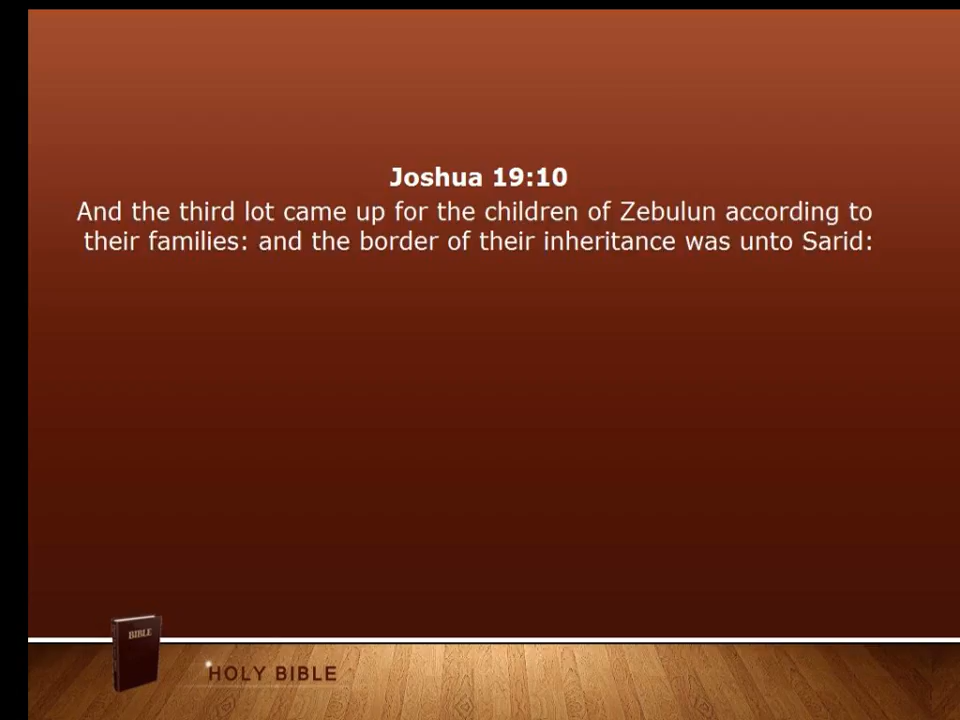 Joshua 19:10
And the third lot came up for the children of Zebulun according to
their families: and the border of their inheritance was unto Sarid:
BIBLE
HOLY BIBLE